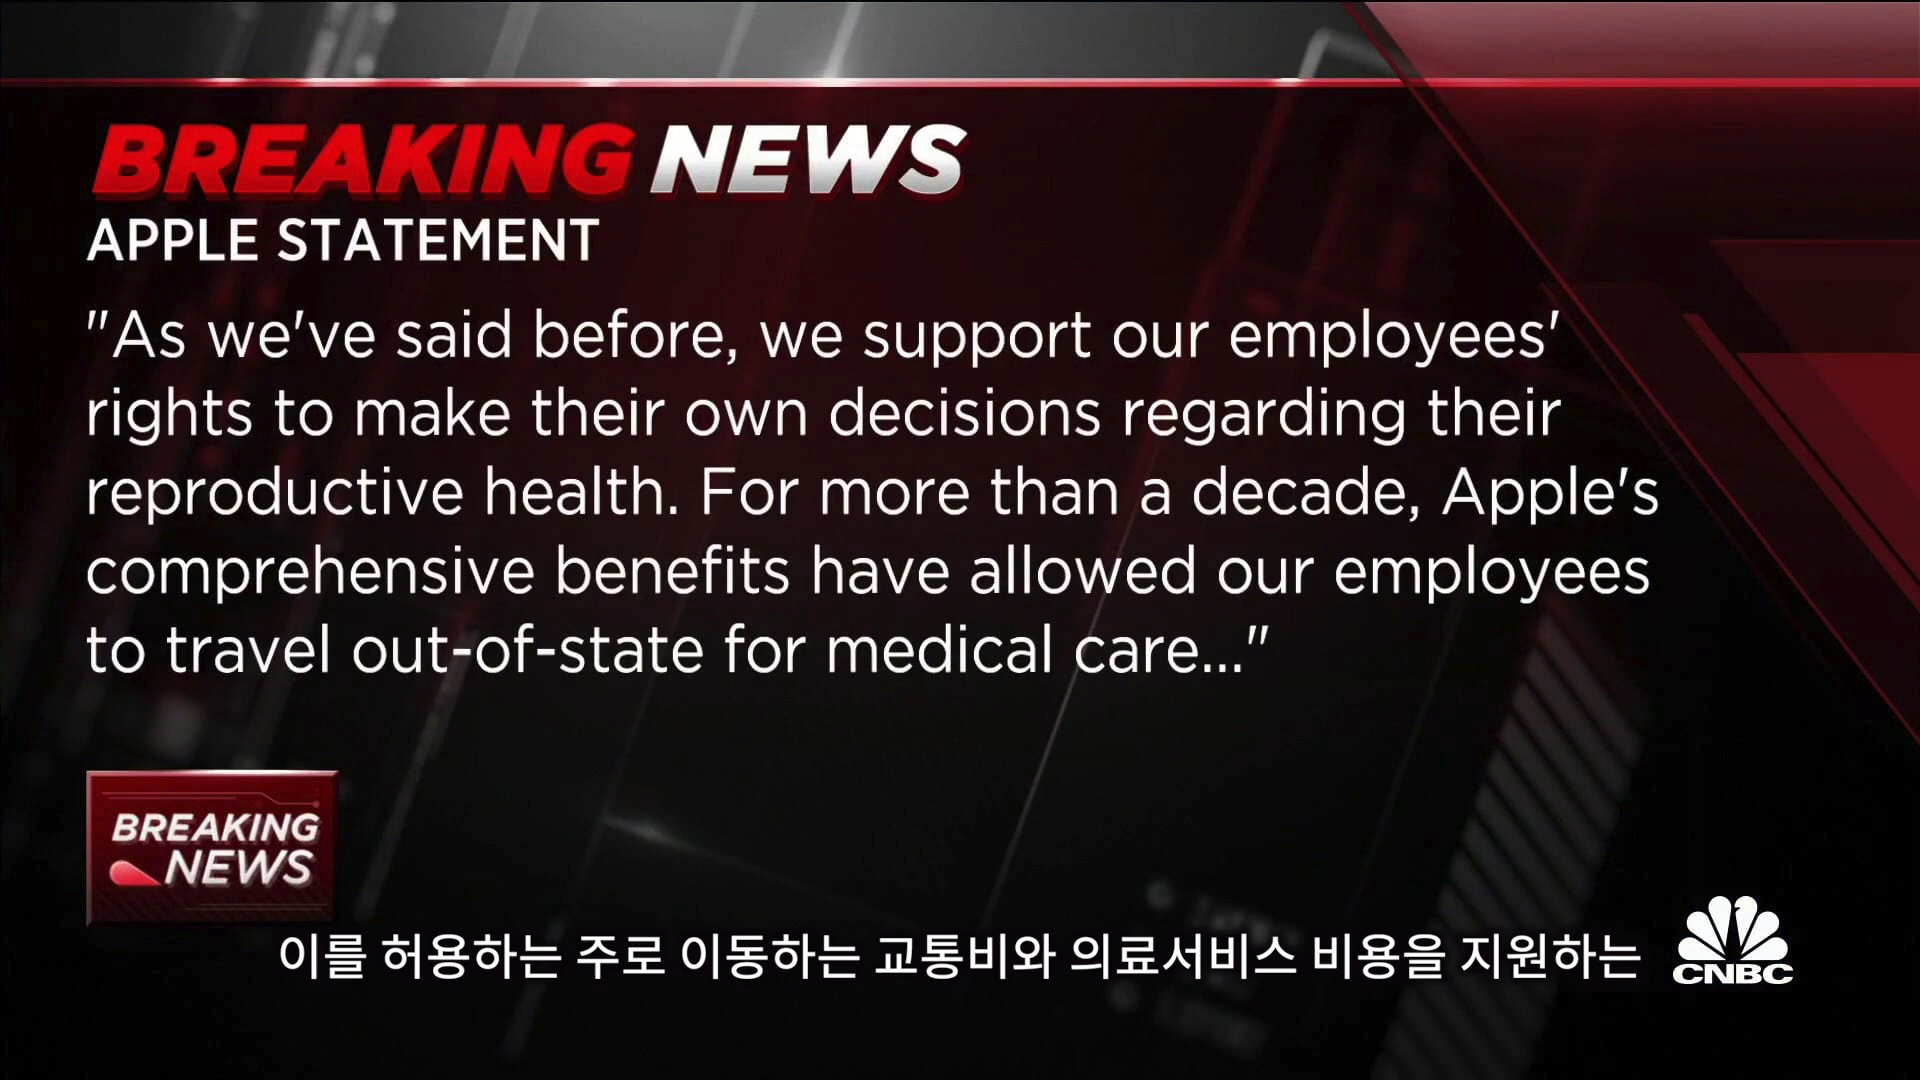 BREAKING NEWS
APPLE STATEMENT
"As we've said before, we support our employees'
rights to make their own decisions regarding their
reproductive health. For more than a decade, Apple's
comprehensive benefits have allowed our employees
to travel out-of-state for medical care..."
BREAKING
NEWS
이를 허용하는 주로 이동하는 교통비와 의료서비스 비용을 지원하는
CNBC